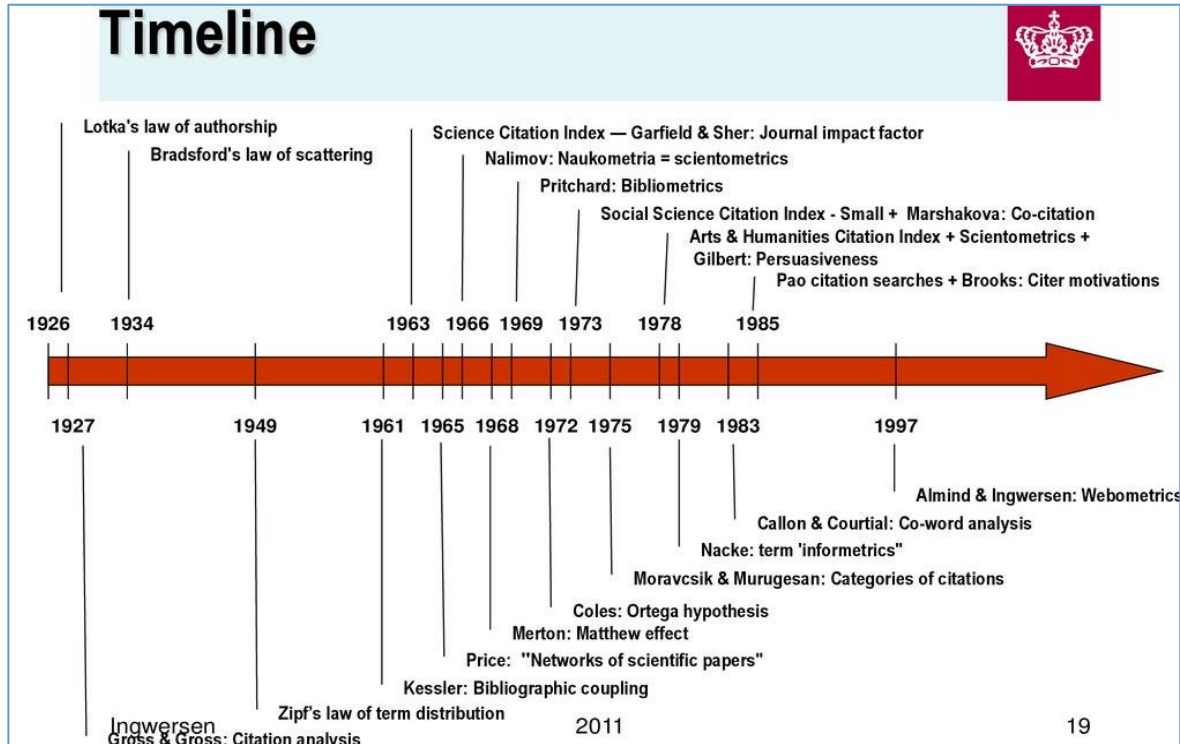 Timeline
Lotka's law of authorship
Bradsford's law of scattering
Science Citation Index — Garfield & Sher: Journal impact factor
Nalimov: Naukometria = scientometrics
Pritchard: Bibliometrics
Social Science Citation Index - Small + Marshakova: Co-citation
Arts & Humanities Citation Index + Scientometrics +
Gilbert: Persuasiveness
Pao citation searches + Brooks: Citer motivations
1926 1934 1963 1966 1969 1973 1978 1985
1927 1949 1961 1965 1968 1972 1975 1979 1983 1997
Almind & Ingwersen: Webometrics
Callon & Courtial: Co-word analysis
Nacke: term 'informetrics"
Moravcsik & Murugesan: Categories of citations
Coles: Ortega hypothesis
Merton: Matthew effect
Price: "Networks of scientific papers"
Kessler: Bibliographic coupling
Zipf's law of term distribution
Ingwersen 2011 19
Gross & Gross: Citation analysis